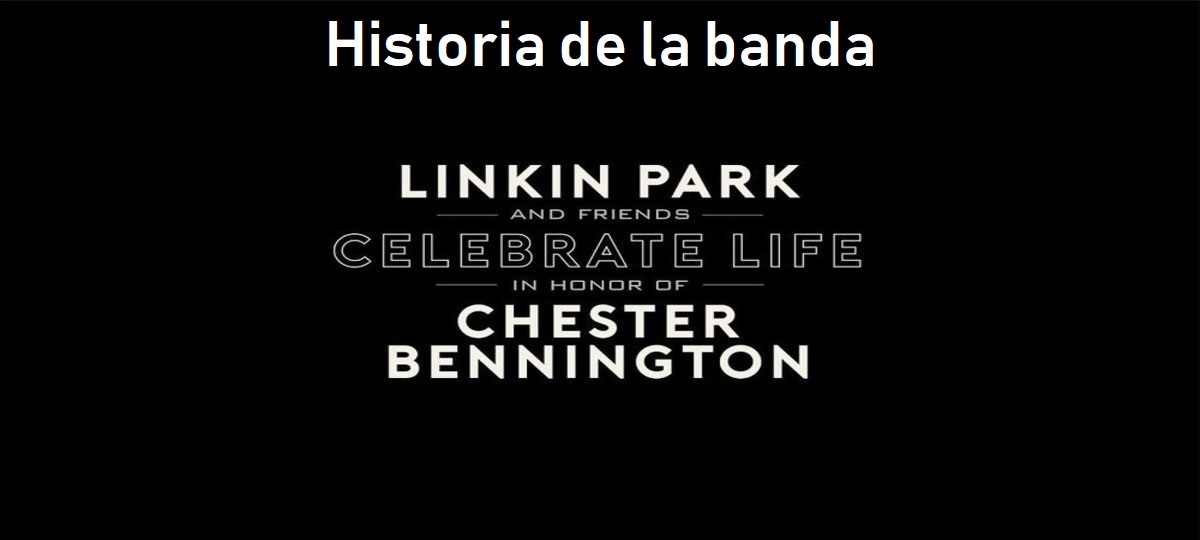 Historia de la banda
LINKIN PARK
AND FRIENDS
CELEBRATE LIFE
IN HONOR OF
CHESTER
BENNINGTON